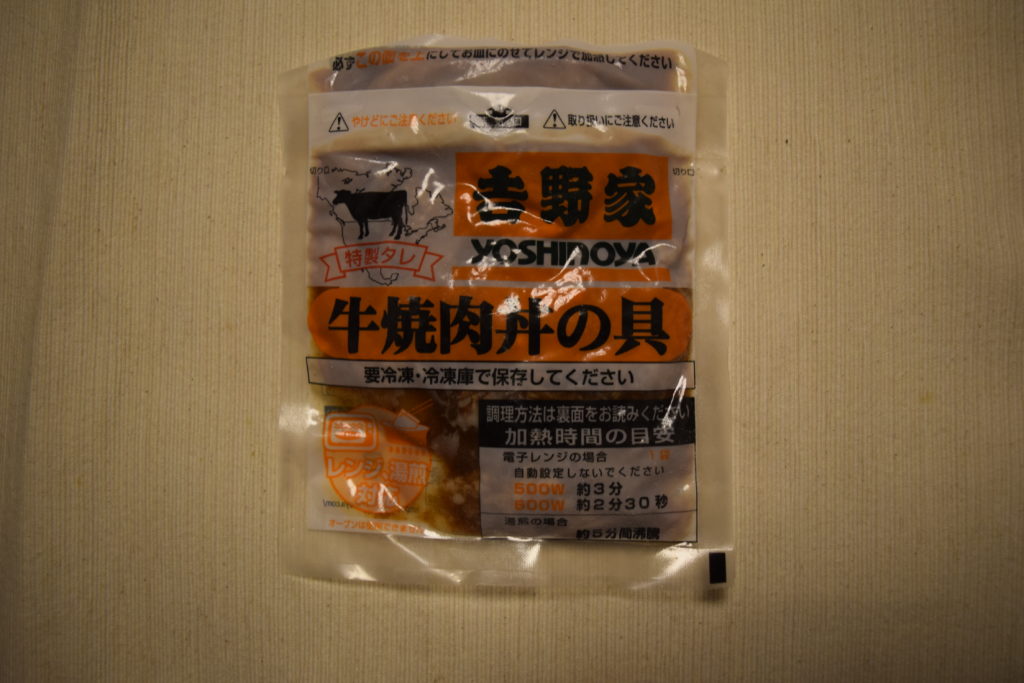 必ずこの面を上にしてお皿にのせてレンジで加熱してください
やけどにご注意ください
取り扱いにご注意ください
切り口
切り口
吉野家
YOSHINOYA
特製タレ
牛焼肉丼の具
要冷凍・冷凍庫で保存してください
調理方法は裏面をお読みください
加熱時間の目安
電子レンジの場合 1袋
自動設定しないでください
500W 約3分
600W 約2分30秒
湯煎の場合
約5分間沸騰
レンジ、湯煎
対応